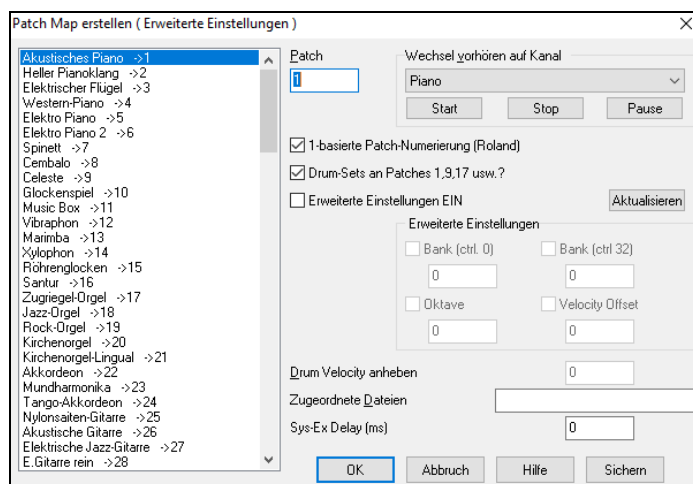 Patch Map erstellen ( Erweiterte Einstellungen )
Akustisches Piano ->1
Heller Pianoklang ->2
Elektrischer Flügel ->3
Western-Piano ->4
Elektro Piano ->5
Elektro Piano 2 ->6
Spinett ->7
Cembalo ->8
Celeste ->9
Glockenspiel ->10
Music Box ->11
Vibraphon ->12
Marimba ->13
Xylophon ->14
Röhrenglocken ->15
Santur ->16
Zugriegel-Orgel ->17
Jazz-Orgel ->18
Rock-Orgel ->19
Kirchenorgel ->20
Kirchenorgel-Lingual ->21
Akkordeon ->22
Mundharmonika ->23
Tango-Akkordeon ->24
Nylonsaiten-Gitarre ->25
Akustische Gitarre ->26
Elektrische Jazz-Gitarre ->27
E.Gitarre rein ->28
Patch
1
Wechsel vorhören auf Kanal
Piano
Start Stop Pause
1-basierte Patch-Numerierung (Roland)
Drum-Sets an Patches 1,9,17 usw.?
Erweiterte Einstellungen EIN
Aktualisieren
Erweiterte Einstellungen
Bank (ctrl. 0) Bank (ctrl 32)
0 0
Oktave Velocity Offset
0 0
Drum Velocity anheben 0
Zugeordnete Dateien
Sys-Ex Delay (ms) 0
OK Abbruch Hilfe Sichern